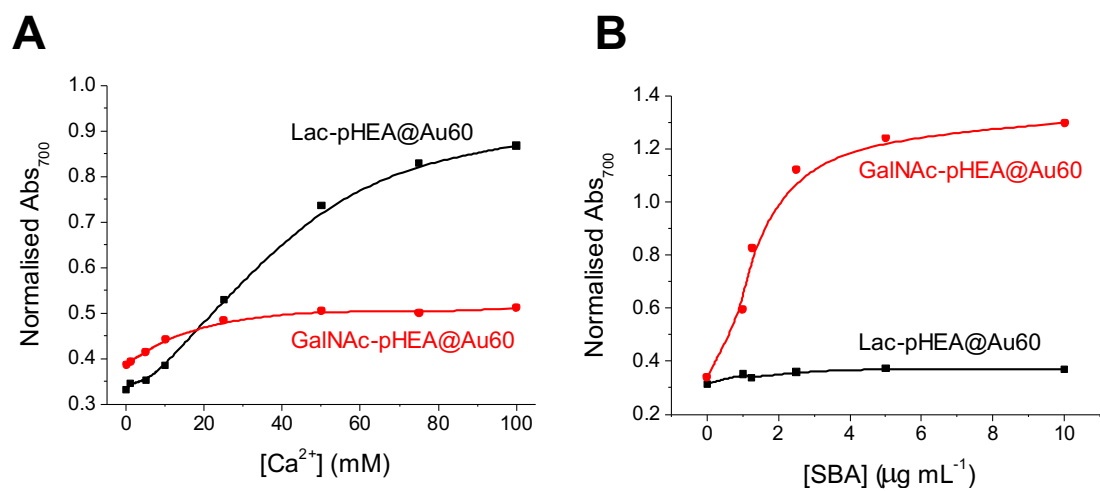 A
Normalised Abs₇₀₀
1.0
0.9
0.8
0.7
0.6
0.5
0.4
0.3
Lac-pHEA@Au60
GalNAc-pHEA@Au60
0
20
40
60
80
100
[Ca²⁺] (mM)
B
Normalised Abs₇₀₀
1.4
1.2
1.0
0.8
0.6
0.4
0.2
GalNAc-pHEA@Au60
Lac-pHEA@Au60
0
2
4
6
8
10
[SBA] (μg mL⁻¹)